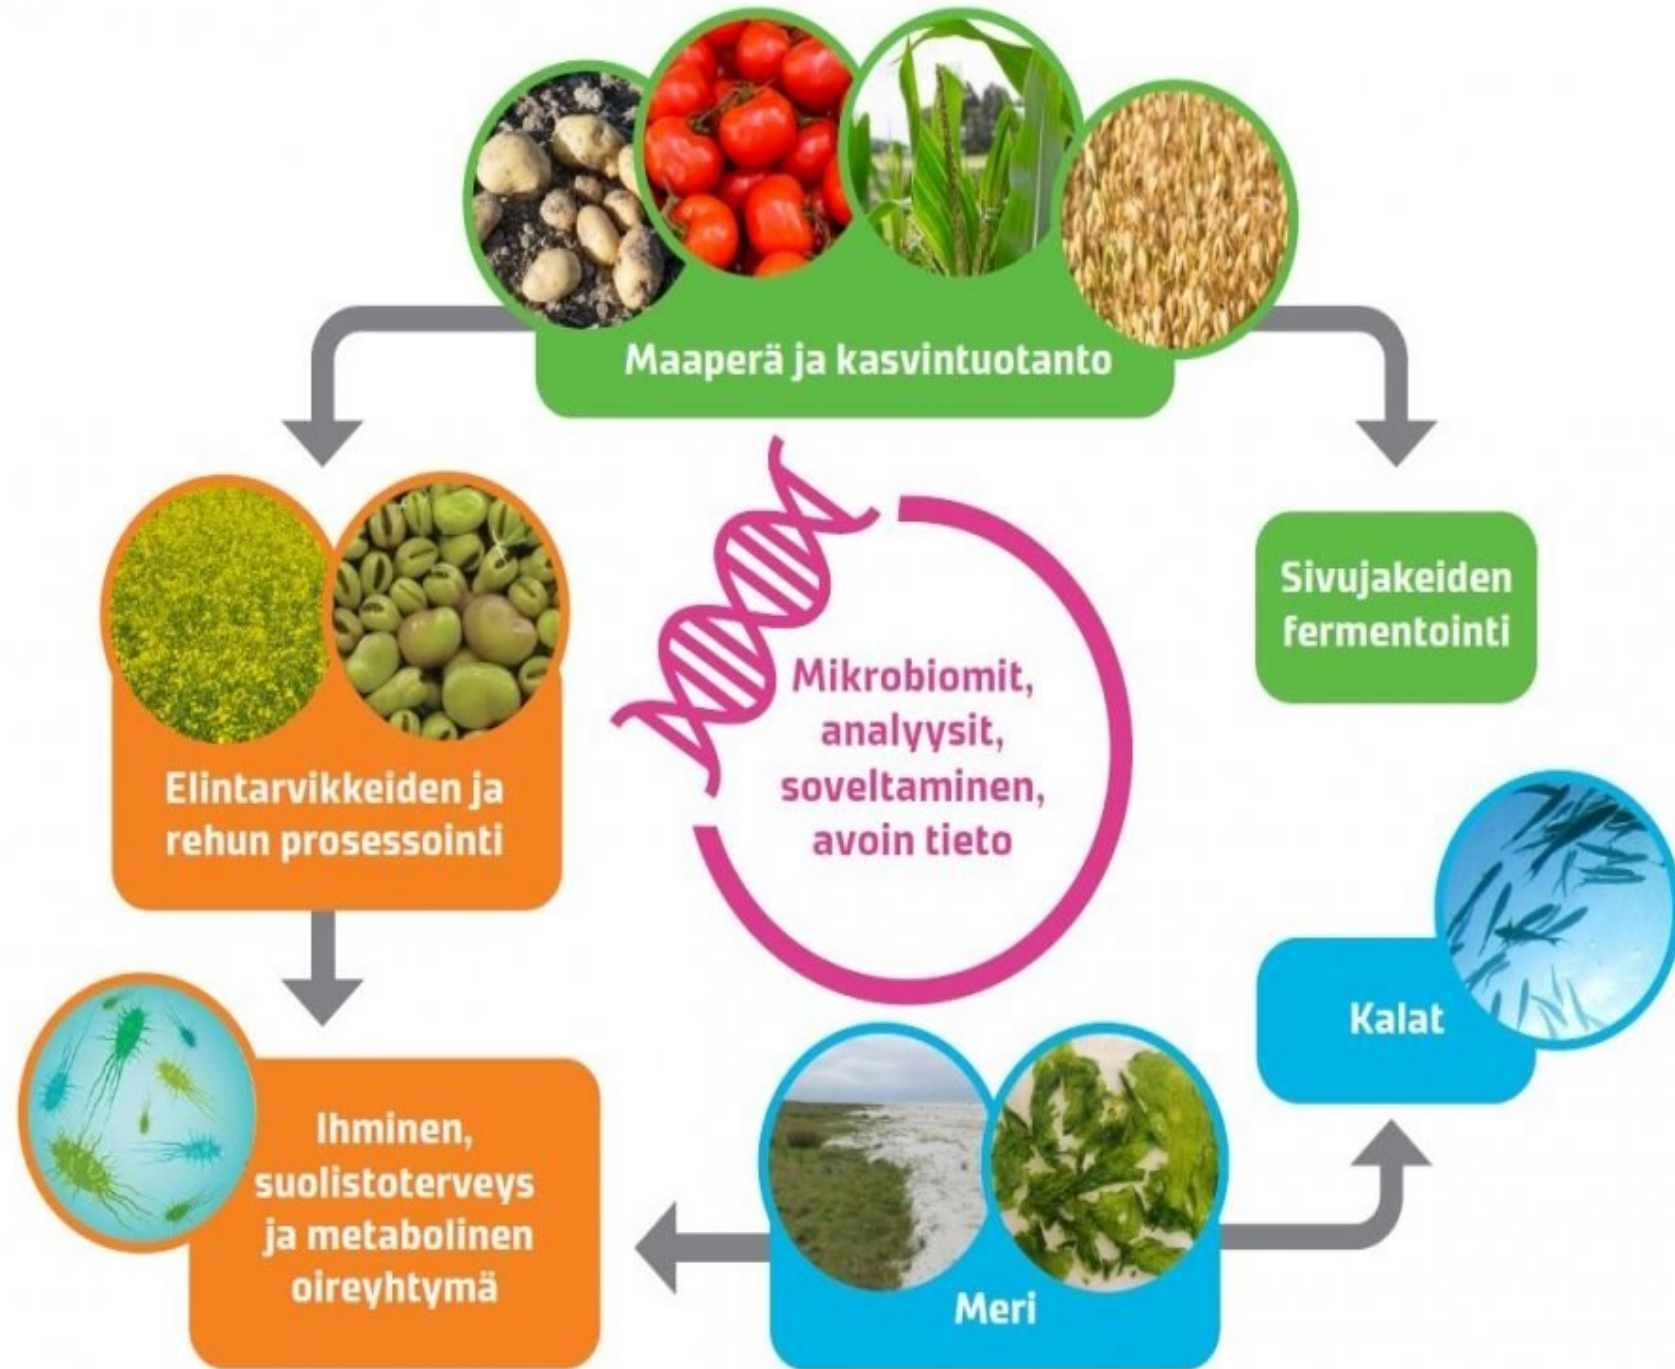 Maaperä ja kasvintuotanto
Sivujakeiden
fermentointi
Mikrobiomit,
analyysit,
soveltaminen,
avoin tieto
Elintarvikkeiden ja
rehun prosessointi
Kalat
Ihminen,
suolistoterveys
ja metabolinen
oireyhtymä
Meri